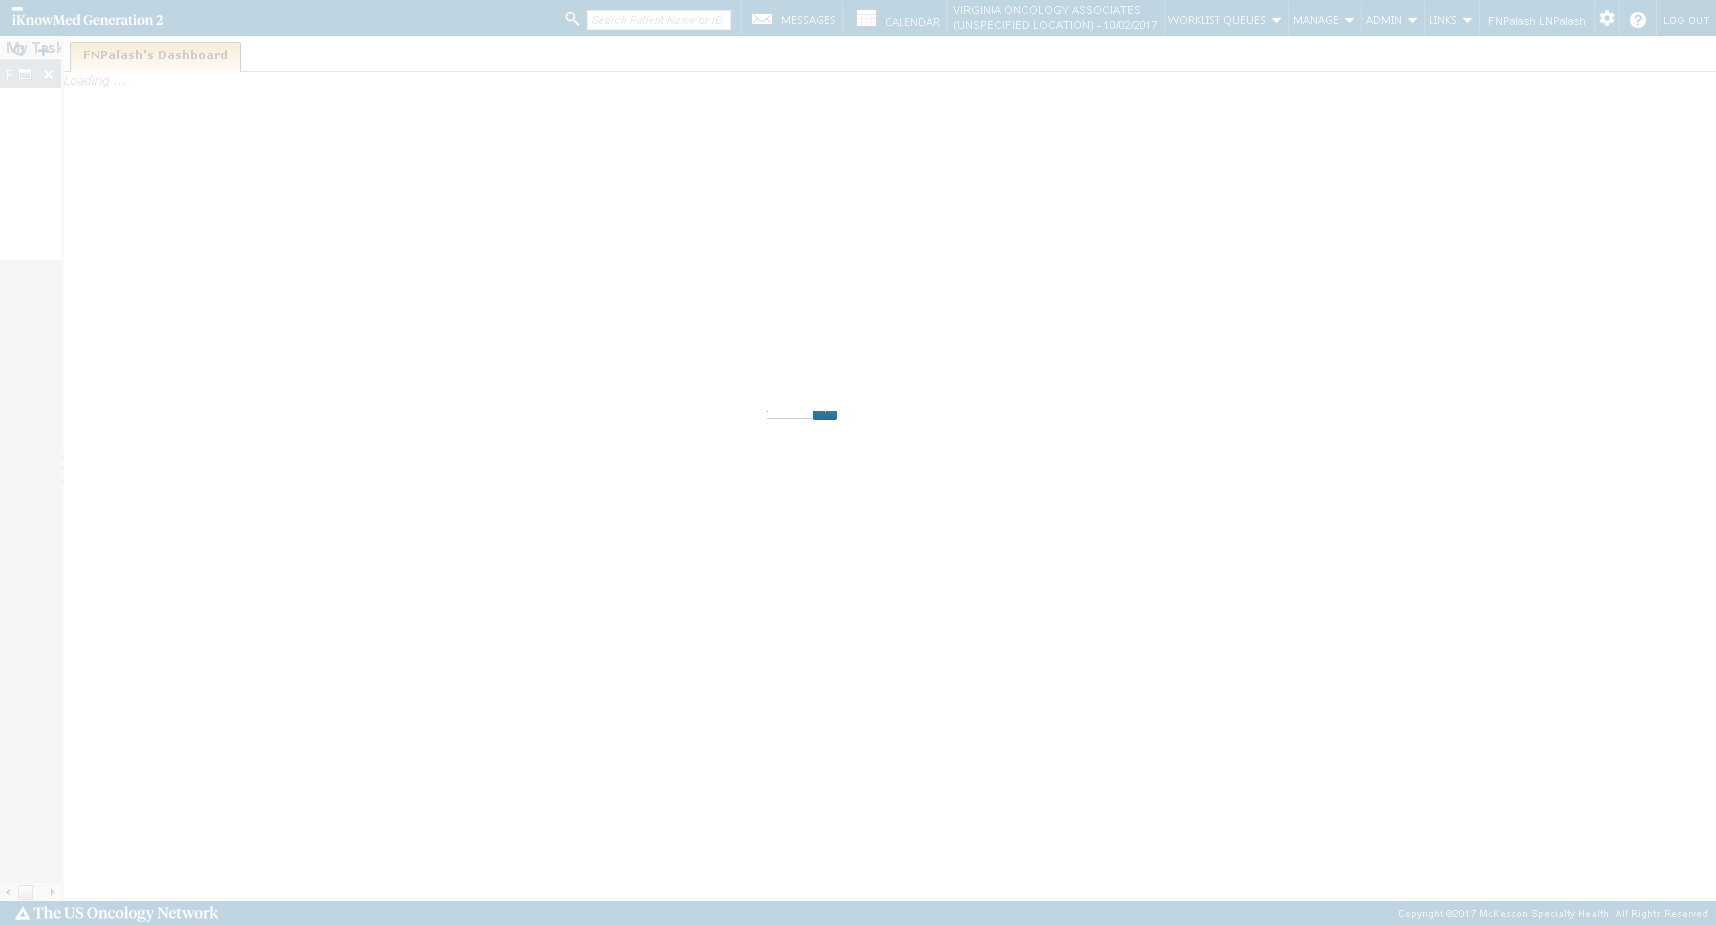 iKnowMed Generation 2
Search Patient Name or ID
MESSAGES
CALENDAR
VIRGINIA ONCOLOGY ASSOCIATES
(UNSPECIFIED LOCATION) - 10/02/2017
WORKLIST QUEUES
MANAGE
ADMIN
LINKS
FNPalash LNPalash
LOG OUT
My Task
FNPalash's Dashboard
F
Loading ...
The US Oncology Network
Copyright ©2017 McKesson Specialty Health. All Rights Reserved